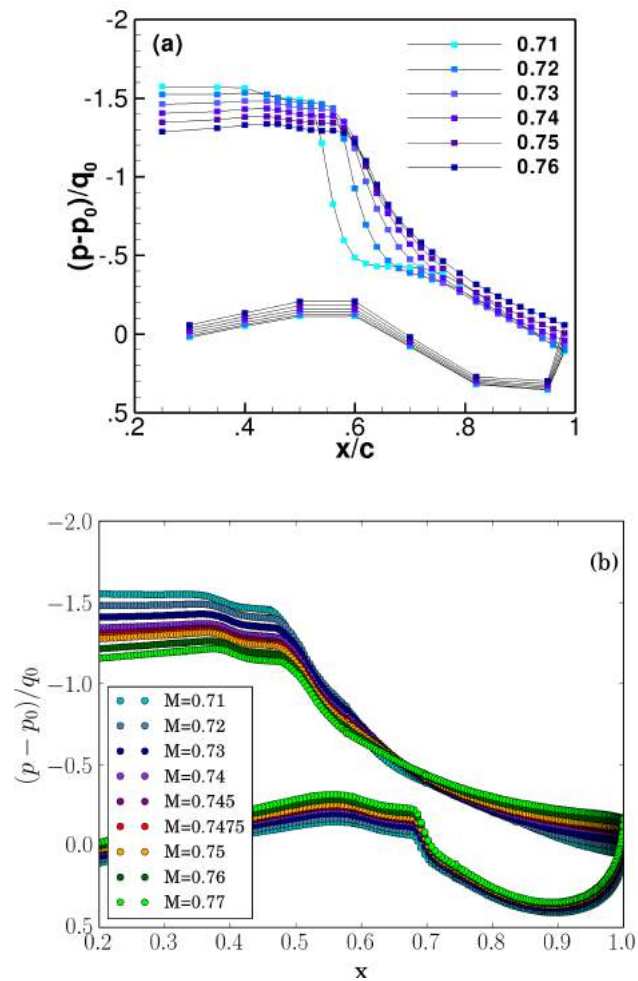 -2
(a)
0.71
0.72
-1.5
0.73
0.74
0.75
-1
0.76
(p-p0)/q0
-.5
0
.5
.2
.4
.6
.8
1
x/c
−2.0
(b)
−1.5
−1.0
(p − p0)/q0
M=0.71
M=0.72
−0.5
M=0.73
M=0.74
M=0.745
M=0.7475
0.0
M=0.75
M=0.76
M=0.77
0.5
0.2
0.3
0.4
0.5
0.6
0.7
0.8
0.9
1.0
x